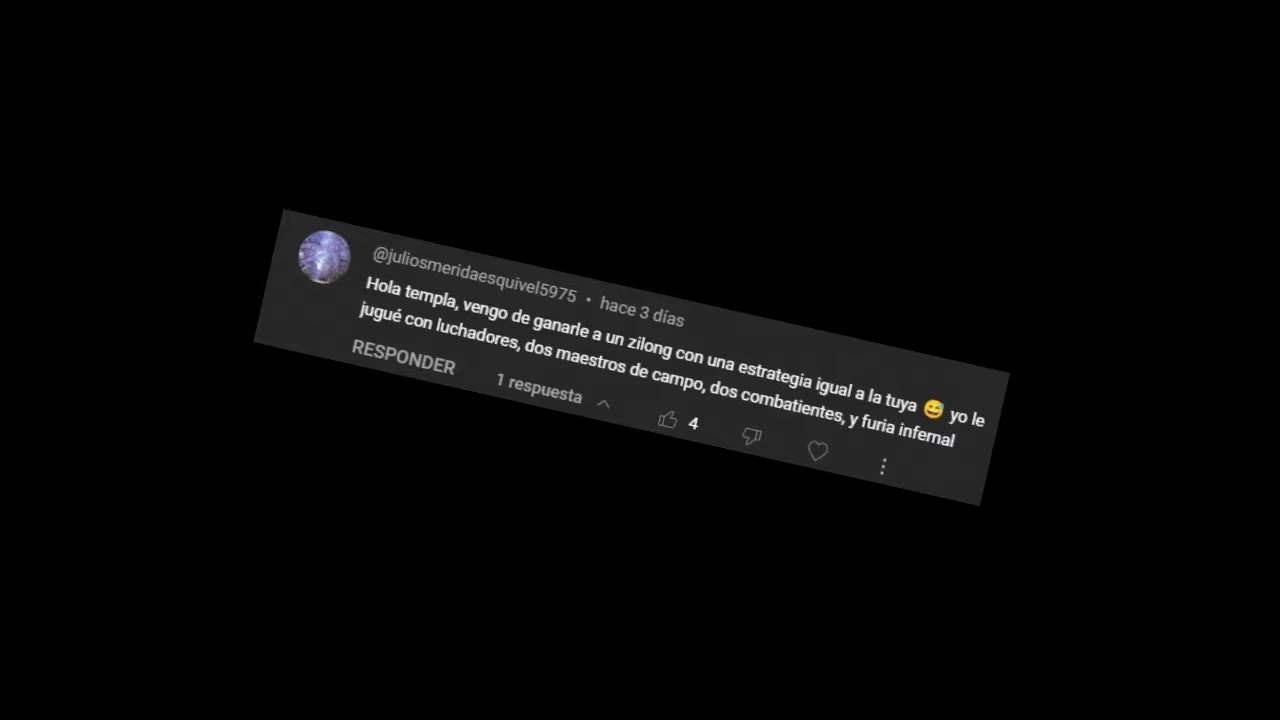 @juliosmeridaesquivel5975 • hace 3 días
Hola templa, vengo de ganarle a un zilong con una estrategia igual a la tuya 😅 yo le
jugué con luchadores, dos maestros de campo, dos combatientes, y furia infernal
RESPONDER 1 respuesta 4